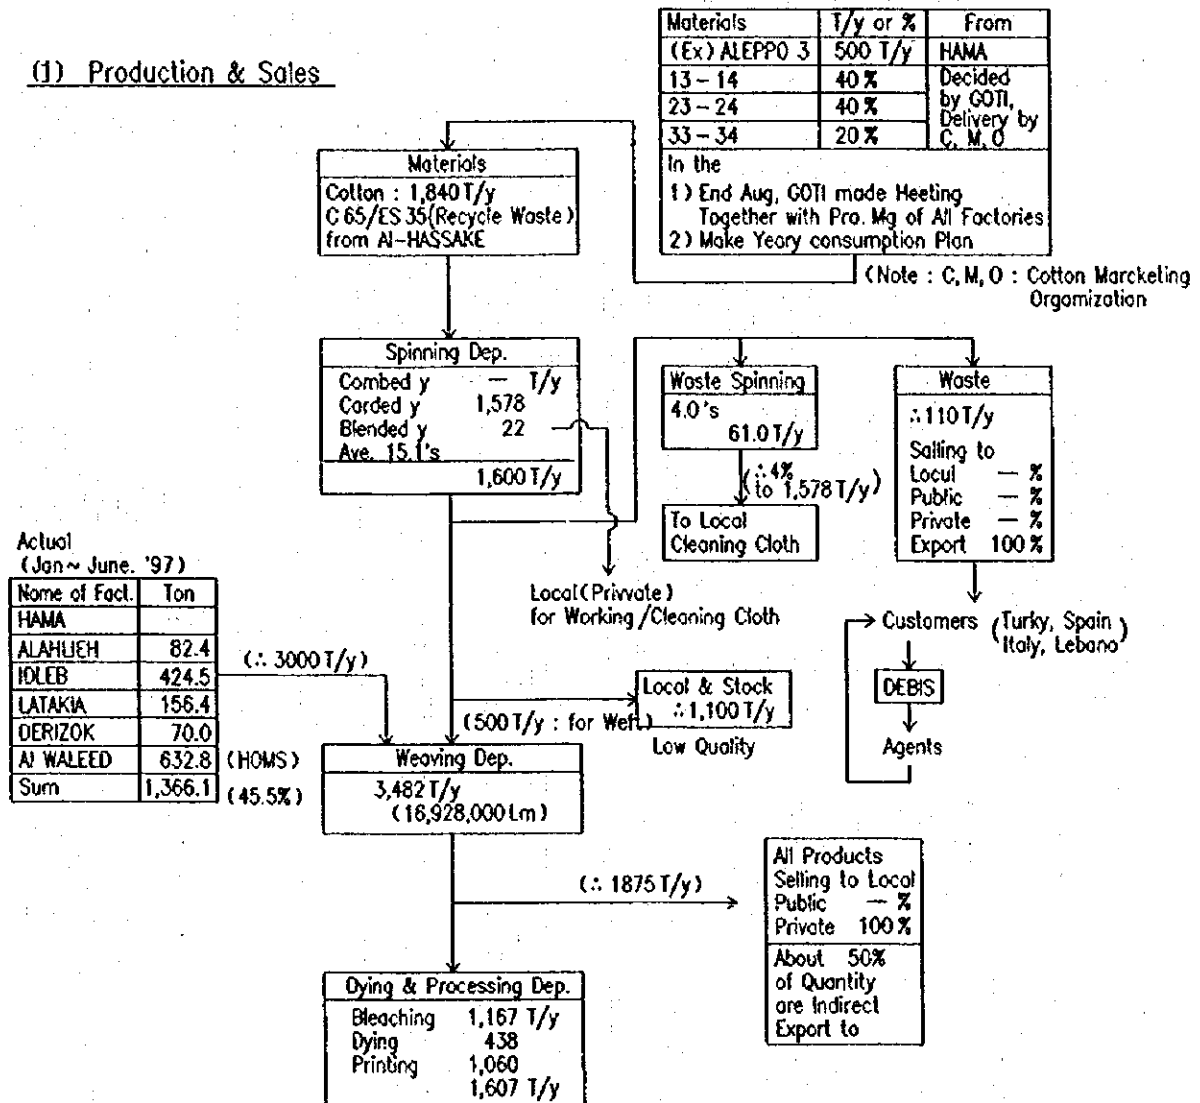 (1) Production & Sales
Materials T/y or % From
(Ex) ALEPPO 3 500 T/y HAMA
13 - 14 40 % Decided
by GOTI,
23 - 24 40 % Delivery by
33 - 34 20 % C, M, O
In the
1) End Aug, GOTI made Heeting
Together with Pro. Mg of All Factories
2) Make Yeary consumption Plan
(Note : C, M, O : Cotton Marcketing
Orgamization
Materials
Cotton : 1,840 T/y
C 65/ES 35(Recycle Waste)
from Al-HASSAKE
Spinning Dep.
Combed y — T/y
Carded y 1,578
Blended y 22
Ave. 15.1's
1,600 T/y
Waste Spinning
4.0's
61.0 T/y
(∴4%
to 1,578 T/y)
To Local
Cleaning Cloth
Waste
∴110 T/y
Salling to
Locul — %
Public — %
Private — %
Export 100 %
Local(Privvate)
for Working/Cleaning Cloth
Customers (Turky, Spain
Italy, Lebano)
DEBIS
Agents
Actual
(Jan~ June. '97)
Nome of Fact. Ton
HAMA
ALAHLIEH 82.4
IDLEB 424.5
LATAKIA 156.4
DERIZOK 70.0
Al WALEED 632.8 (HOMS)
Sum 1,366.1 (45.5%)
(∴ 3000 T/y)
(500 T/y : for Weft)
Local & Stock
∴1,100 T/y
Low Quality
Weaving Dep.
3,482 T/y
(16,928,000 Lm)
(∴ 1875 T/y)
All Products
Selling to Local
Public — %
Private 100 %
About 50%
of Quantity
are Indirect
Export to
Dying & Processing Dep.
Bleaching 1,167 T/y
Dying 438
Printing 1,060
1,607 T/y